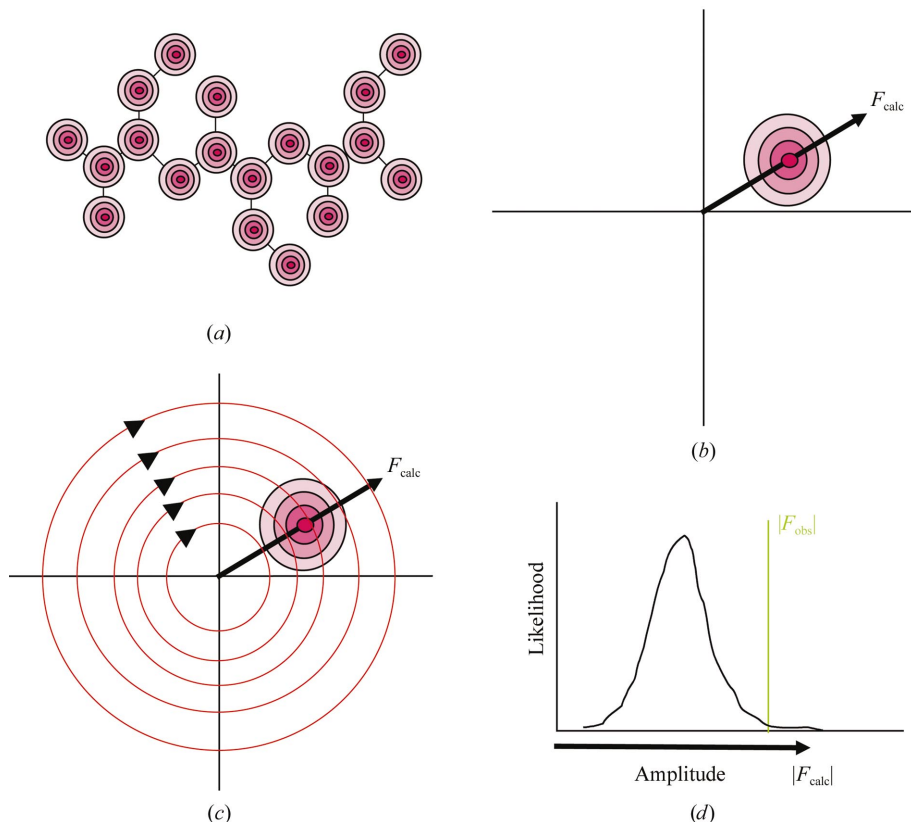 (a)
F_calc
(b)
F_calc
(c)
|F_obs|
Likelihood
Amplitude
|F_calc|
(d)